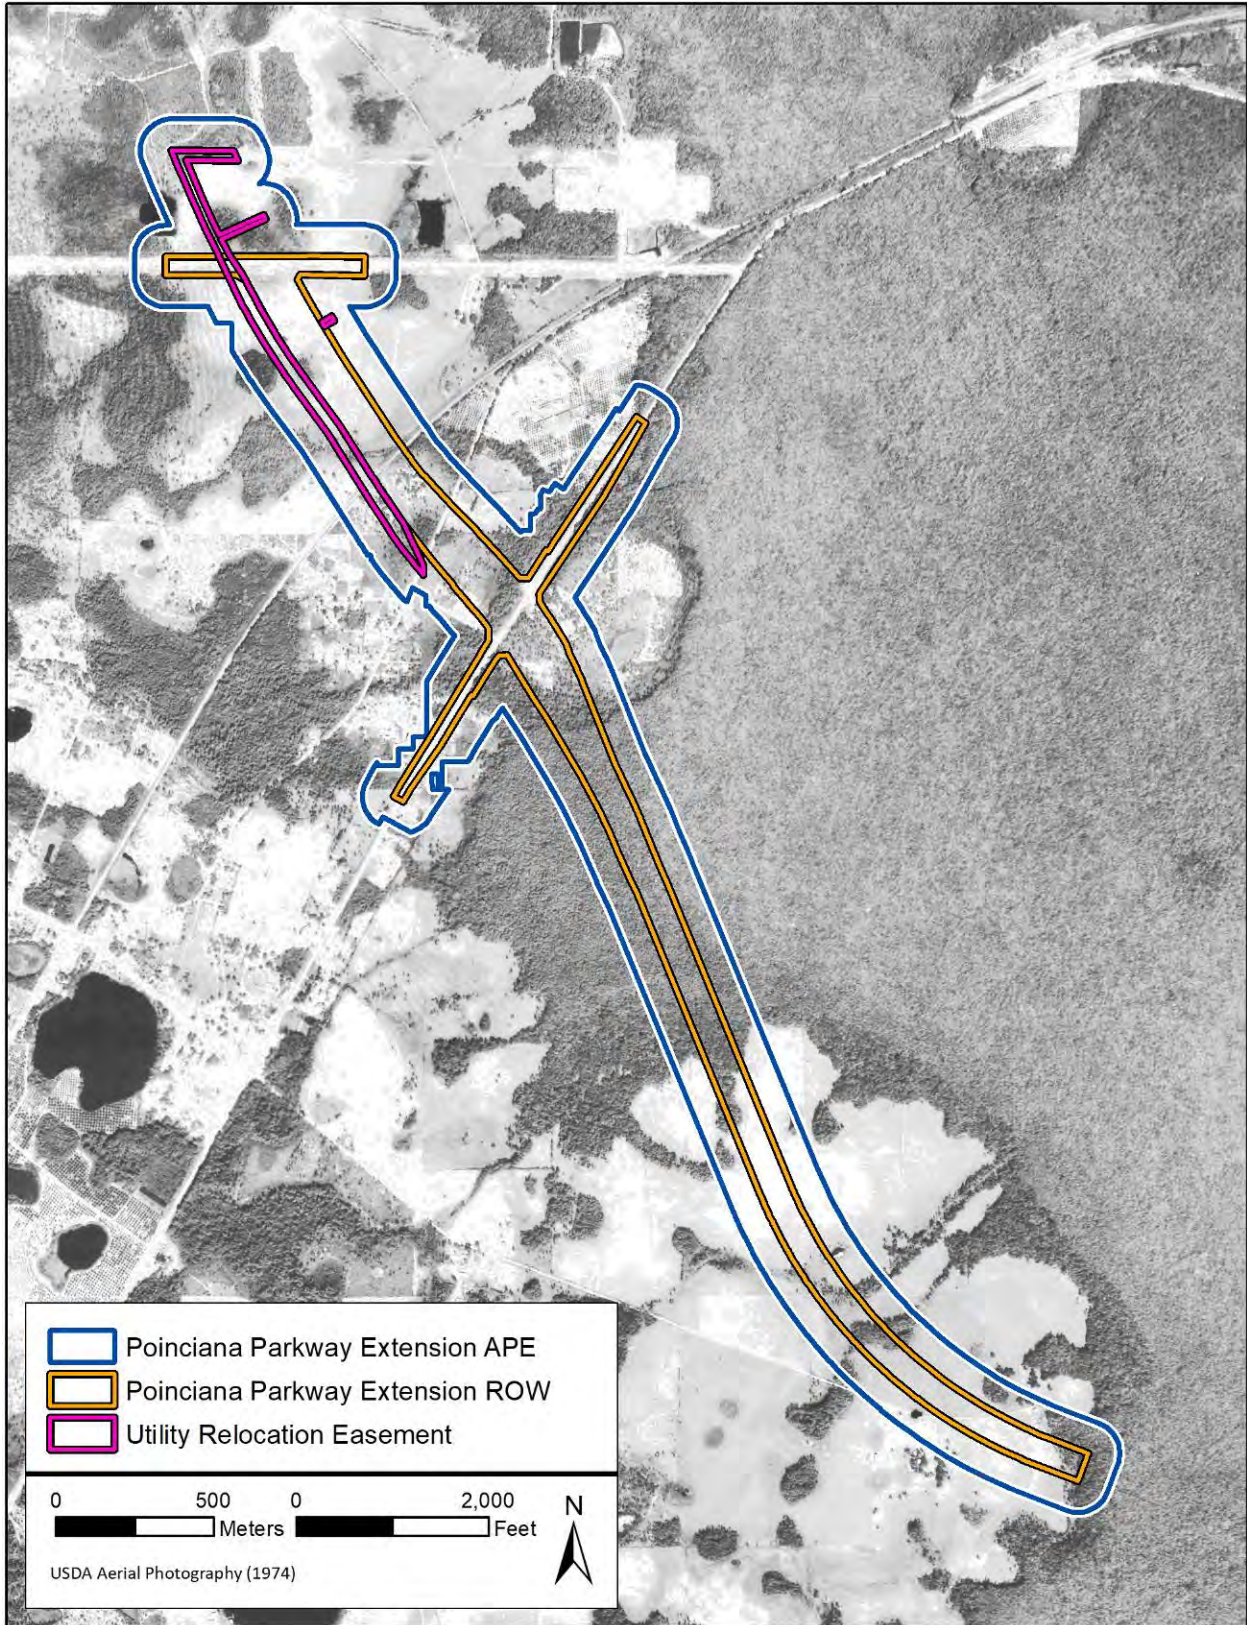 Poinciana Parkway Extension APE
Poinciana Parkway Extension ROW
Utility Relocation Easement
0 500 0 2,000 N
Meters Feet
USDA Aerial Photography (1974)